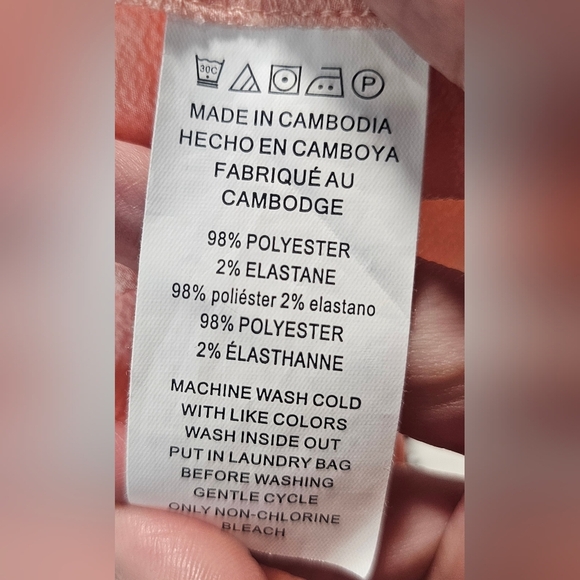 30C
P
MADE IN CAMBODIA
HECHO EN CAMBOYA
FABRIQUÉ AU
CAMBODGE
98% POLYESTER
2% ELASTANE
98% poliéster 2% elastano
98% POLYESTER
2% ÉLASTHANNE
MACHINE WASH COLD
WITH LIKE COLORS
WASH INSIDE OUT
PUT IN LAUNDRY BAG
BEFORE WASHING
GENTLE CYCLE
ONLY NON-CHLORINE
BLEACH